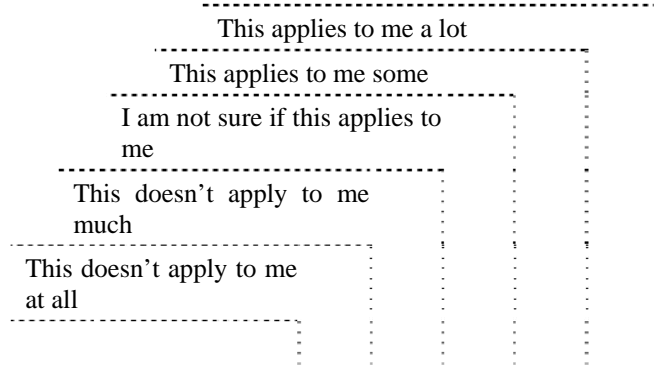 This applies to me a lot
This applies to me some
I am not sure if this applies to
me
This doesn’t apply to me
much
This doesn’t apply to me
at all